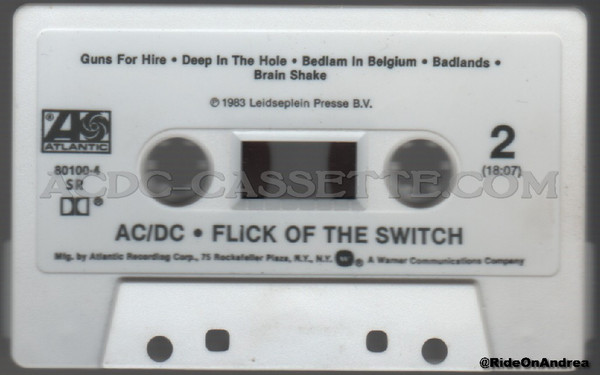 Guns For Hire • Deep In The Hole • Bedlam In Belgium • Badlands •
Brain Shake
℗ © 1983 Leidseplein Presse B.V.
ATLANTIC
80100-4
SR
2
(18:07)
ACDC-CASSETTE.COM
AC/DC • FLiCK OF THE SWITCH
Mfg. by Atlantic Recording Corp., 75 Rockefeller Plaza, N.Y., N.Y. ® A Warner Communications Company
@RideOnAndrea